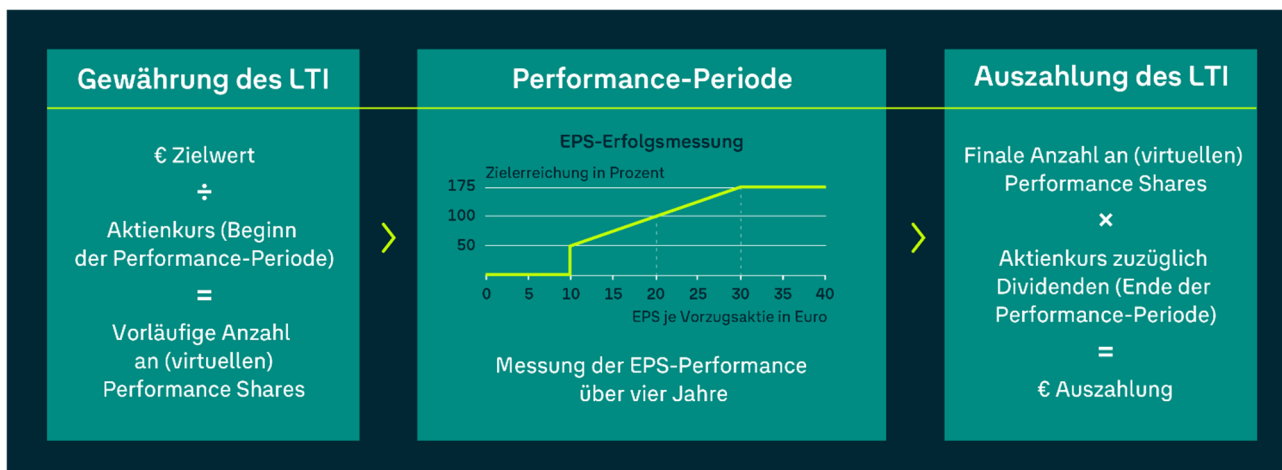 Gewährung des LTI
€ Zielwert
÷
Aktienkurs (Beginn
der Performance-Periode)
=
Vorläufige Anzahl
an (virtuellen)
Performance Shares
Performance-Periode
EPS-Erfolgsmessung
Zielerreichung in Prozent
175
100
50
0 5 10 15 20 25 30 35 40
EPS je Vorzugsaktie in Euro
Messung der EPS-Performance
über vier Jahre
Auszahlung des LTI
Finale Anzahl an (virtuellen)
Performance Shares
×
Aktienkurs zuzüglich
Dividenden (Ende der
Performance-Periode)
=
€ Auszahlung